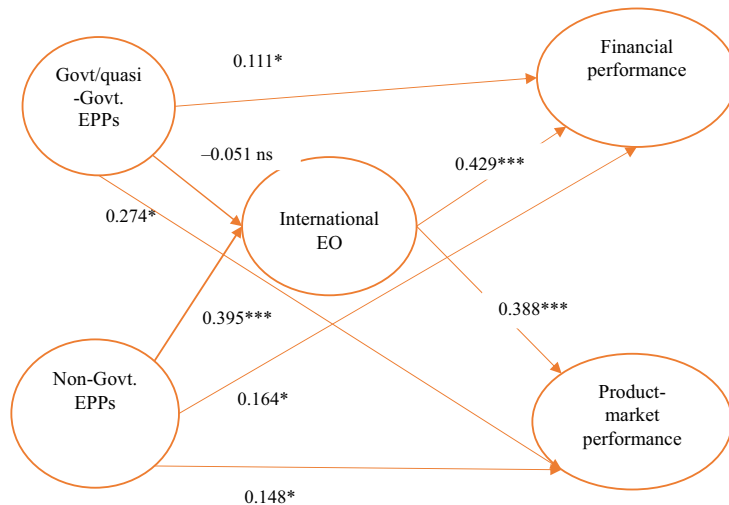 Govt/quasi
-Govt.
EPPs
0.111*
Financial
performance
–0.051 ns
0.429***
0.274*
International
EO
0.395***
0.388***
Non-Govt.
EPPs
0.164*
Product-
market
performance
0.148*